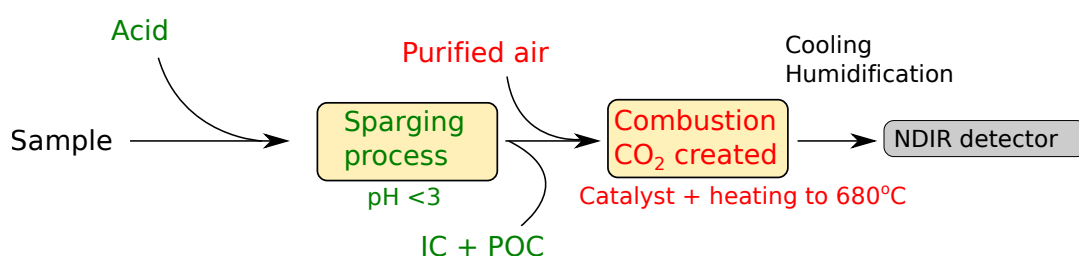 Acid
Purified air
Cooling
Humidification
Sample
Sparging
process
Combustion
CO₂ created
NDIR detector
pH <3
Catalyst + heating to 680°C
IC + POC